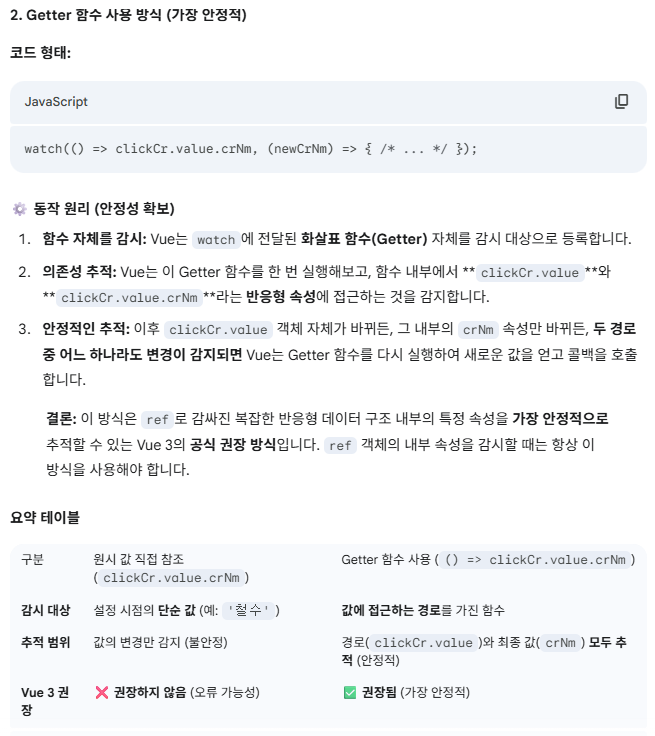 2. Getter 함수 사용 방식 (가장 안정적)
코드 형태:
JavaScript
watch(() => clickCr.value.crNm, (newCrNm) => { /* ... */ });
⚙️ 동작 원리 (안정성 확보)
1. 함수 자체를 감시: Vue는 watch에 전달된 화살표 함수(Getter) 자체를 감시 대상으로 등록합니다.
2. 의존성 추적: Vue는 이 Getter 함수를 한 번 실행해보고, 함수 내부에서 **clickCr.value**와
**clickCr.value.crNm**라는 반응형 속성에 접근하는 것을 감지합니다.
3. 안정적인 추적: 이후 clickCr.value 객체 자체가 바뀌든, 그 내부의 crNm 속성만 바뀌든, 두 경로
중 어느 하나라도 변경이 감지되면 Vue는 Getter 함수를 다시 실행하여 새로운 값을 얻고 콜백을 호출
합니다.
결론: 이 방식은 ref로 감싸진 복잡한 반응형 데이터 구조 내부의 특정 속성을 가장 안정적으로
추적할 수 있는 Vue 3의 공식 권장 방식입니다. ref 객체의 내부 속성을 감시할 때는 항상 이
방식을 사용해야 합니다.
요약 테이블
구분 원시 값 직접 참조 Getter 함수 사용 (() => clickCr.value.crNm)
(clickCr.value.crNm)
감시 대상 설정 시점의 단순 값 (예: '철수') 값에 접근하는 경로를 가진 함수
추적 범위 값의 변경만 감지 (불안정) 경로(clickCr.value)와 최종 값(crNm) 모두 추
적 (안정적)
Vue 3 권 ❌ 권장하지 않음 (오류 가능성) ✅ 권장됨 (가장 안정적)
장